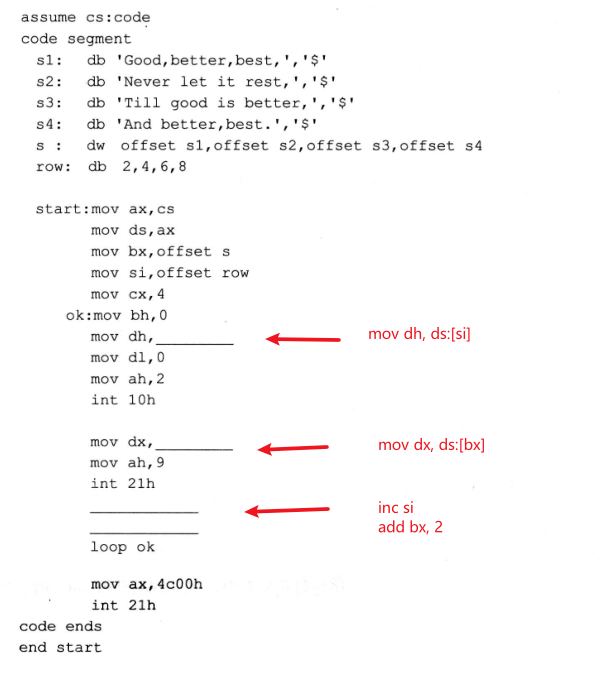 assume cs:code
code segment
s1: db 'Good,better,best,','$'
s2: db 'Never let it rest,','$'
s3: db 'Till good is better,','$'
s4: db 'And better,best.','$'
s : dw offset s1,offset s2,offset s3,offset s4
row: db 2,4,6,8
start:mov ax,cs
mov ds,ax
mov bx,offset s
mov si,offset row
mov cx,4
ok:mov bh,0
mov dh,_________ mov dh, ds:[si]
mov dl,0
mov ah,2
int 10h
mov dx,_________ mov dx, ds:[bx]
mov ah,9
int 21h
____________ inc si
____________ add bx, 2
loop ok
mov ax,4c00h
int 21h
code ends
end start